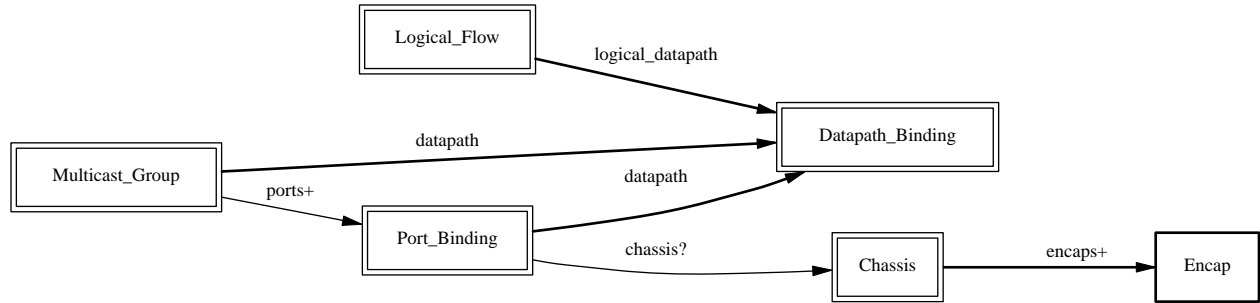 Logical_Flow
logical_datapath
Datapath_Binding
datapath
Multicast_Group
datapath
ports+
Port_Binding
chassis?
Chassis
encaps+
Encap